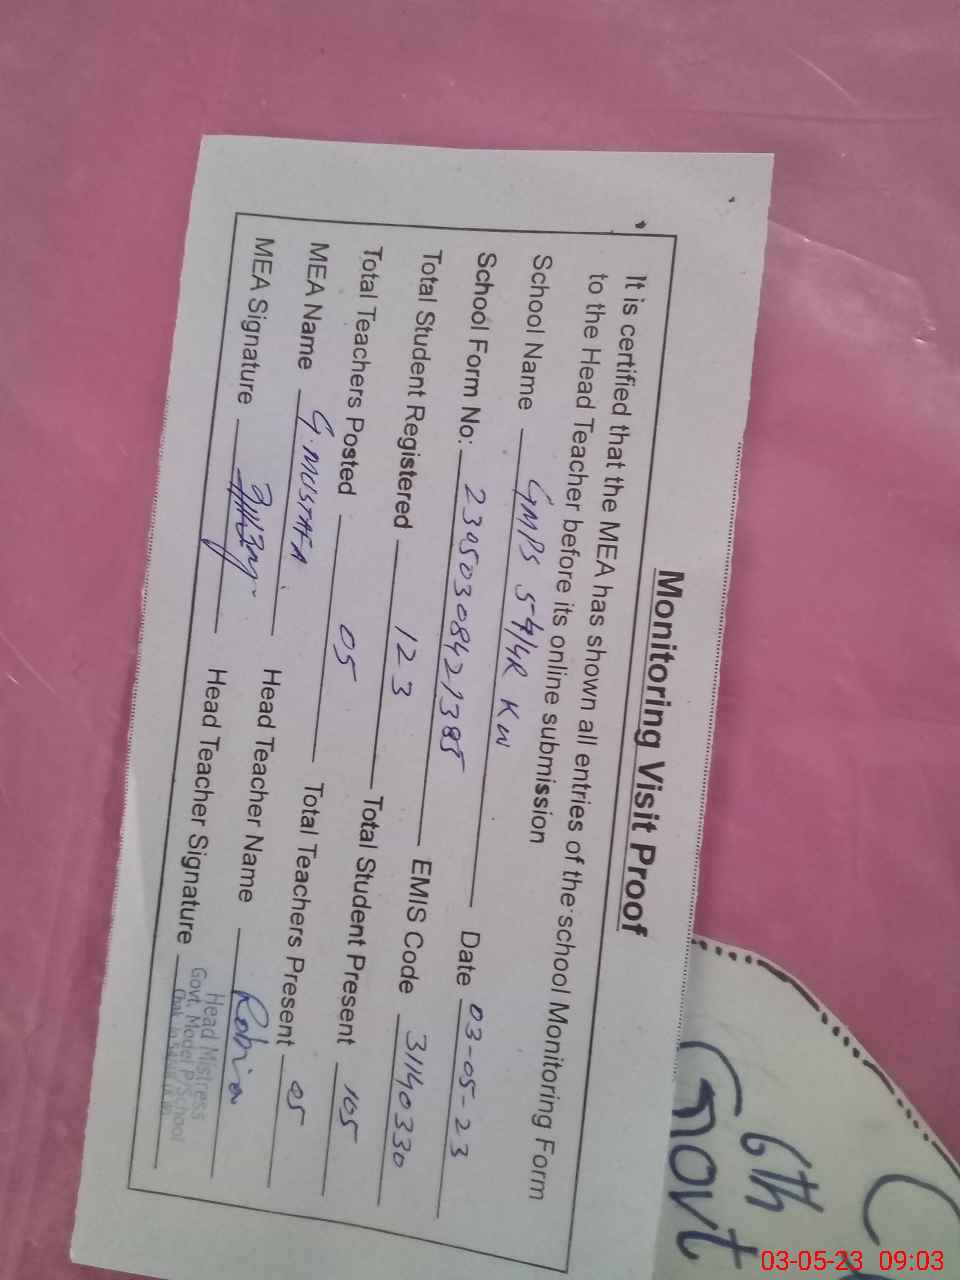 Monitoring Visit Proof
It is certified that the MEA has shown all entries of the school Monitoring Form
to the Head Teacher before its online submission
School Name GMPS 54/4R KW
School Form No: 23050308421385 Date 03-05-23
Total Student Registered 123 EMIS Code 31140330
Total Teachers Posted 05 Total Student Present 105
MEA Name G.MUSTAFA Total Teachers Present 05
MEA Signature Head Teacher Name Robina
Head Teacher Signature
Head Mistress
Govt. Model P/School
Chak
6th
Govt
03-05-23 09:03